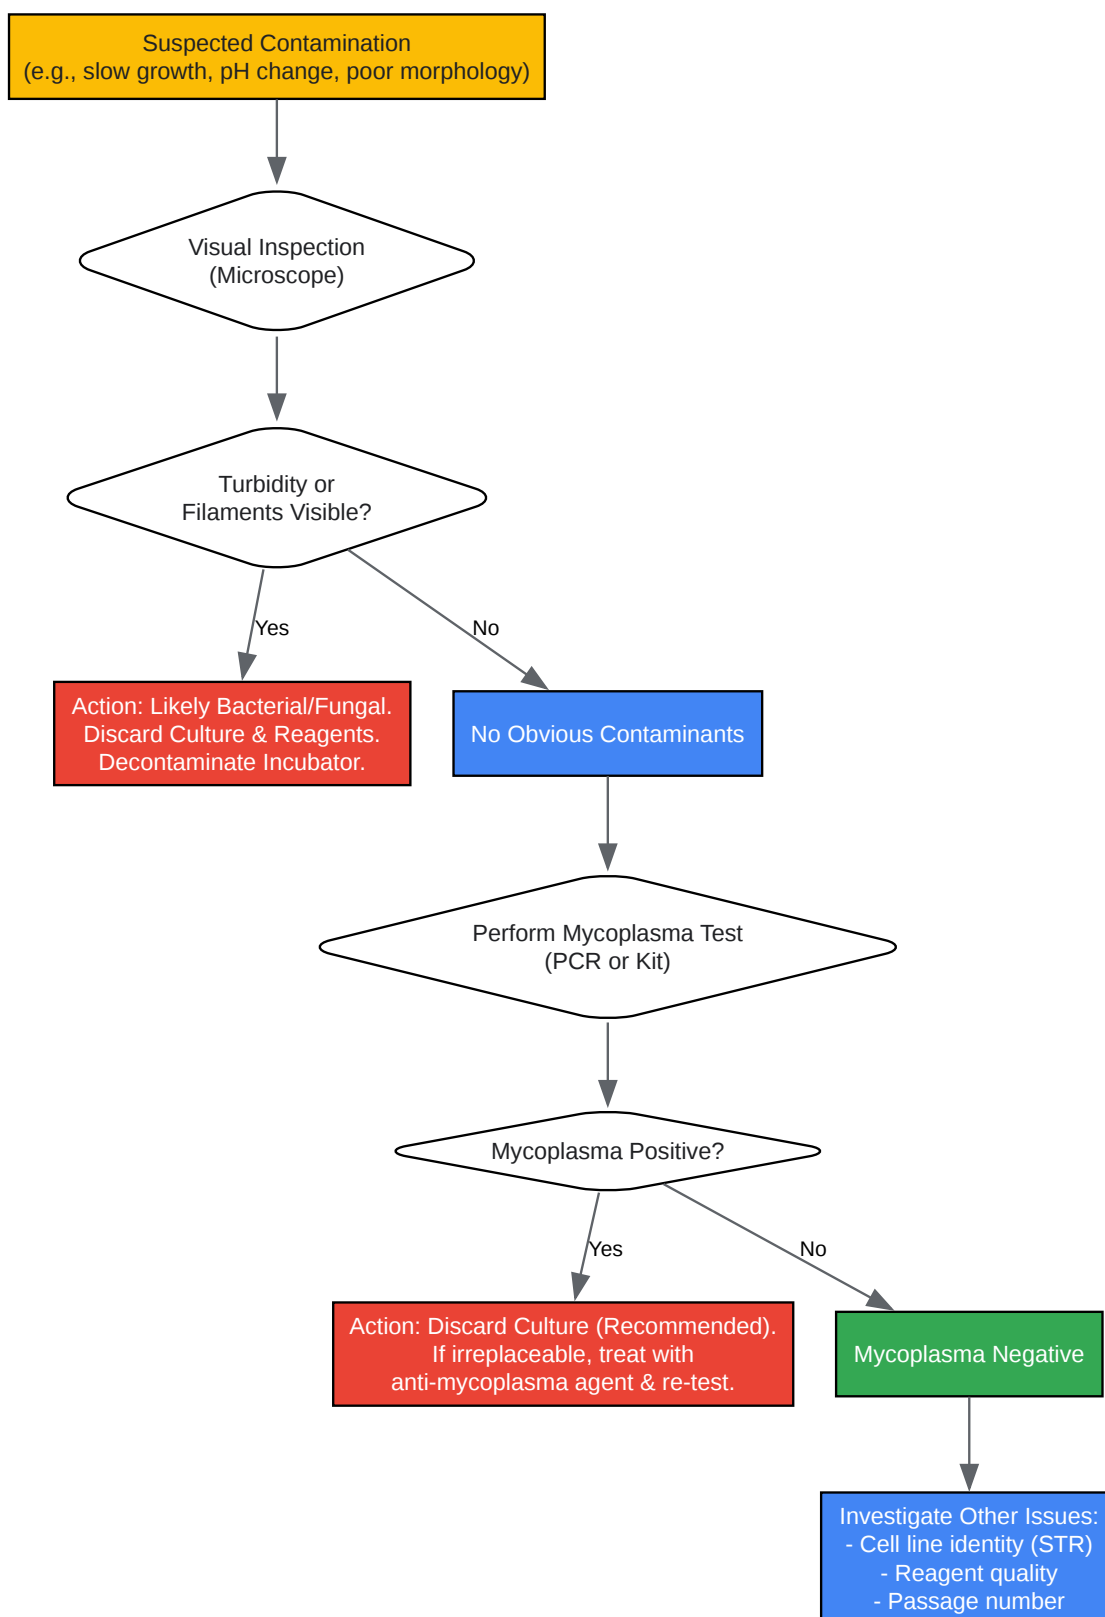 Suspected Contamination
(e.g., slow growth, pH change, poor morphology)
Visual Inspection
(Microscope)
Turbidity or
Filaments Visible?
Yes
No
Action: Likely Bacterial/Fungal.
Discard Culture & Reagents.
Decontaminate Incubator.
No Obvious Contaminants
Perform Mycoplasma Test
(PCR or Kit)
Mycoplasma Positive?
Yes
No
Action: Discard Culture (Recommended).
If irreplaceable, treat with
anti-mycoplasma agent & re-test.
Mycoplasma Negative
Investigate Other Issues:
- Cell line identity (STR)
- Reagent quality
- Passage number